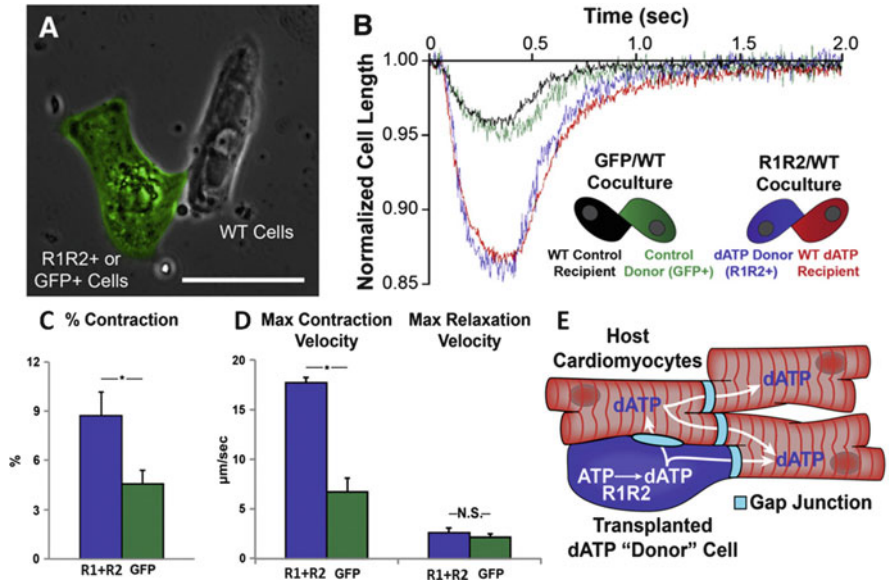 A
R1R2+ or
GFP+ Cells
WT Cells
B
Time (sec)
0 0.5 1.0 1.5 2.0
Normalized Cell Length
1.00
0.95
0.90
0.85
GFP/WT
Coculture
WT Control
Recipient
Control
Donor (GFP+)
R1R2/WT
Coculture
dATP Donor
(R1R2+)
WT dATP
Recipient
C % Contraction
%
12
9
6
3
0
*
R1+R2 GFP
D Max Contraction
Velocity
Max Relaxation
Velocity
µm/sec
20
15
10
5
0
*
N.S.
R1+R2 GFP
R1+R2 GFP
E
Host
Cardiomyocytes
dATP
dATP
dATP
ATP dATP
R1R2
Gap Junction
Transplanted
dATP “Donor” Cell